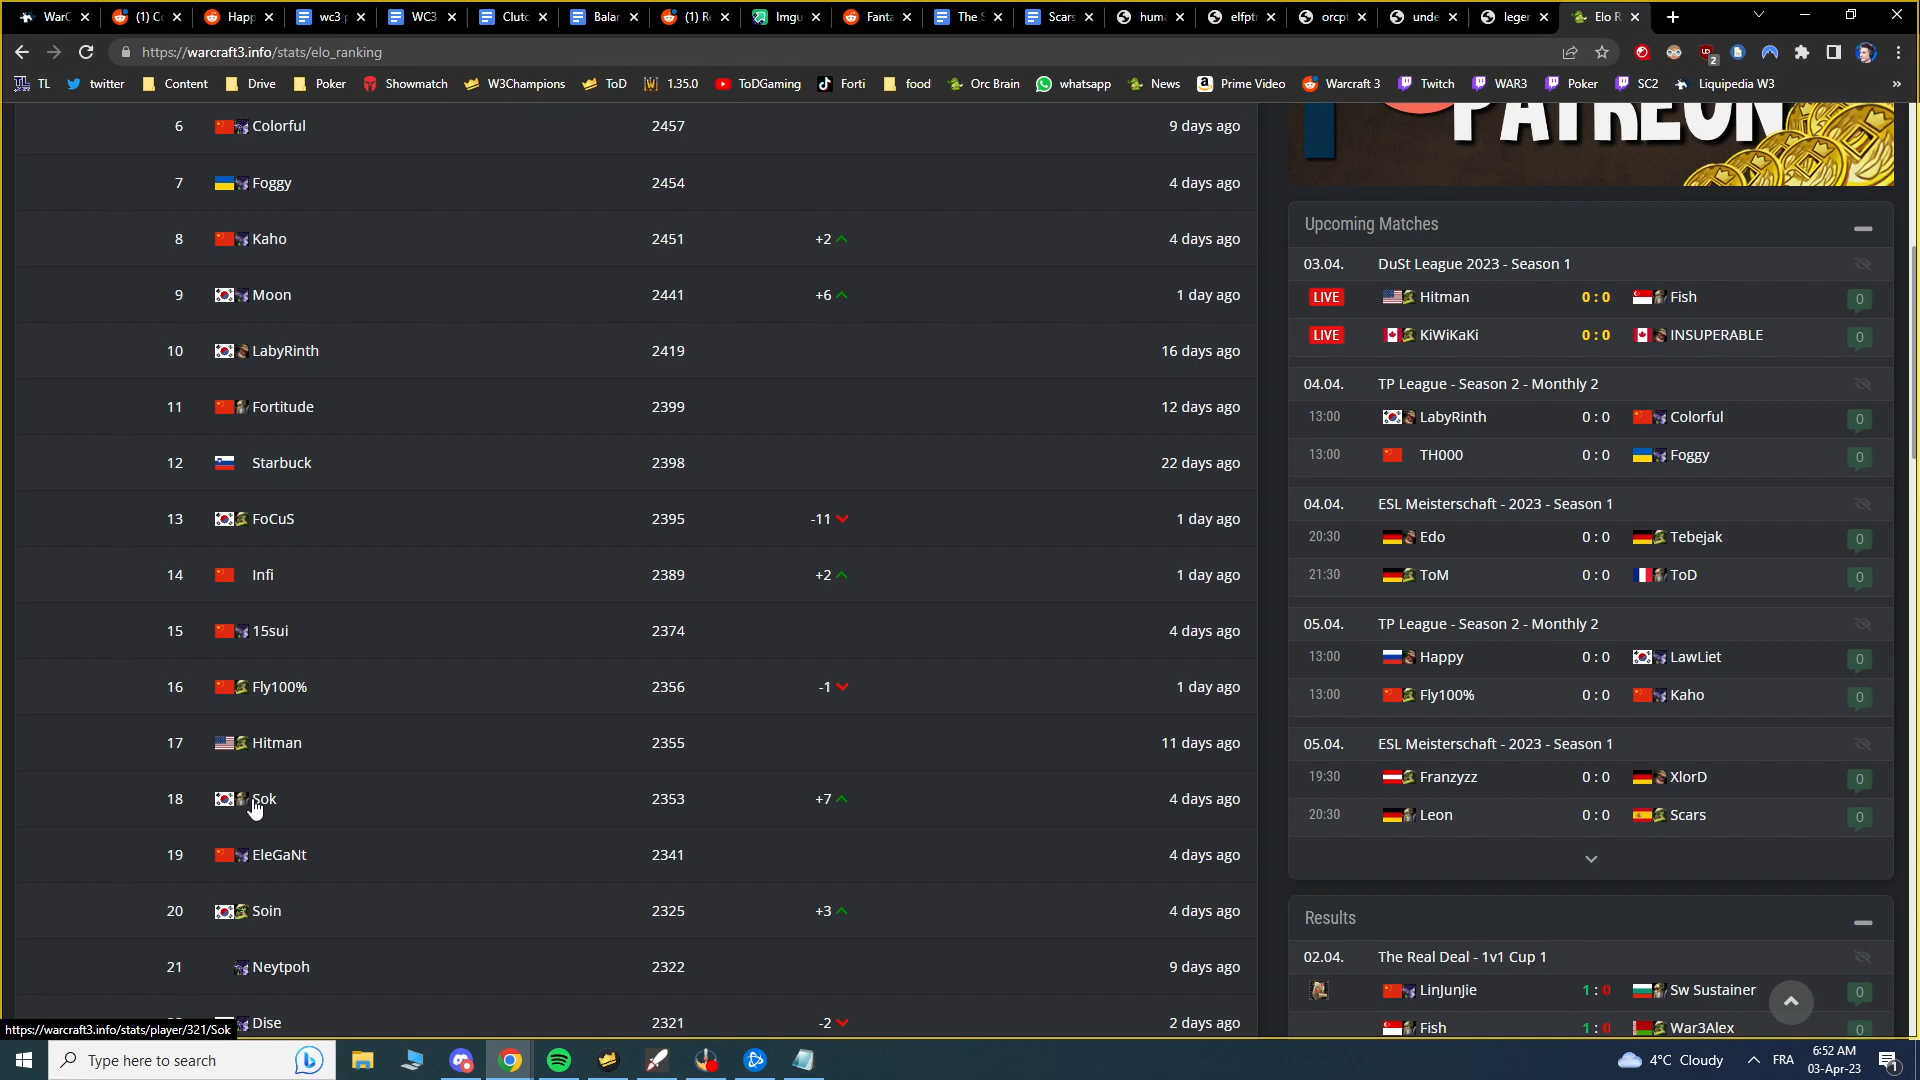 WarC
(1) Cc
Happ
wc3 p
WC3
Clutc
Balar
(1) Re
Imgu
Fanta
The S
Scars
huma
elfptr
orcpt
unde
leger
Elo R
https://warcraft3.info/stats/elo_ranking
2
TL
twitter
Content
Drive
Poker
Showmatch
W3Champions
ToD
1.35.0
ToDGaming
Forti
food
Orc Brain
whatsapp
News
Prime Video
Warcraft 3
Twitch
WAR3
Poker
SC2
Liquipedia W3
»
6 Colorful 2457 9 days ago
7 Foggy 2454 4 days ago
8 Kaho 2451 +2 4 days ago
9 Moon 2441 +6 1 day ago
10 LabyRinth 2419 16 days ago
11 Fortitude 2399 12 days ago
12 Starbuck 2398 22 days ago
13 FoCuS 2395 -11 1 day ago
14 Infi 2389 +2 1 day ago
15 15sui 2374 4 days ago
16 Fly100% 2356 -1 1 day ago
17 Hitman 2355 11 days ago
18 Sok 2353 +7 4 days ago
19 EleGaNt 2341 4 days ago
20 Soin 2325 +3 4 days ago
21 Neytpoh 2322 9 days ago
Dise 2321 -2 2 days ago
https://warcraft3.info/stats/player/321/Sok
PATREON
Upcoming Matches
03.04. DuSt League 2023 - Season 1
LIVE Hitman 0 : 0 Fish 0
LIVE KiWiKaKi 0 : 0 INSUPERABLE 0
04.04. TP League - Season 2 - Monthly 2
13:00 LabyRinth 0 : 0 Colorful 0
13:00 TH000 0 : 0 Foggy 0
04.04. ESL Meisterschaft - 2023 - Season 1
20:30 Edo 0 : 0 Tebejak 0
21:30 ToM 0 : 0 ToD 0
05.04. TP League - Season 2 - Monthly 2
13:00 Happy 0 : 0 LawLiet 0
13:00 Fly100% 0 : 0 Kaho 0
05.04. ESL Meisterschaft - 2023 - Season 1
19:30 Franzyzz 0 : 0 XlorD 0
20:30 Leon 0 : 0 Scars 0
Results
02.04. The Real Deal - 1v1 Cup 1
LinJunJie 1 : 0 Sw Sustainer 0
Fish 1 : 0 War3Alex 0
Type here to search
4°C Cloudy
FRA
6:52 AM
03-Apr-23
1